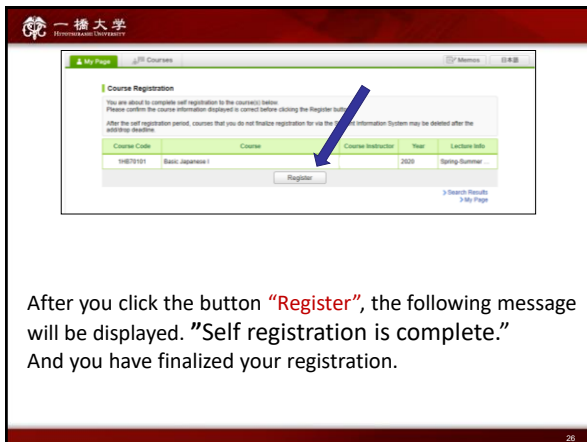 一橋大学
HITOTSUBASHI UNIVERSITY
My Page
Courses
Memos
日本語
Course Registration
You are about to complete self registration to the course(s) below.
Please confirm the course information displayed is correct before clicking the Register button.
After the self registration period, courses that you do not finalize registration for via the Information System may be deleted after the
add/drop deadline.
Course Code Course Course Instructor Year Lecture Info
1HB70101 Basic Japanese I 2020 Spring-Summer ...
Register
Search Results
My Page
After you click the button “Register”, the following message
will be displayed. ”Self registration is complete.”
And you have finalized your registration.
26